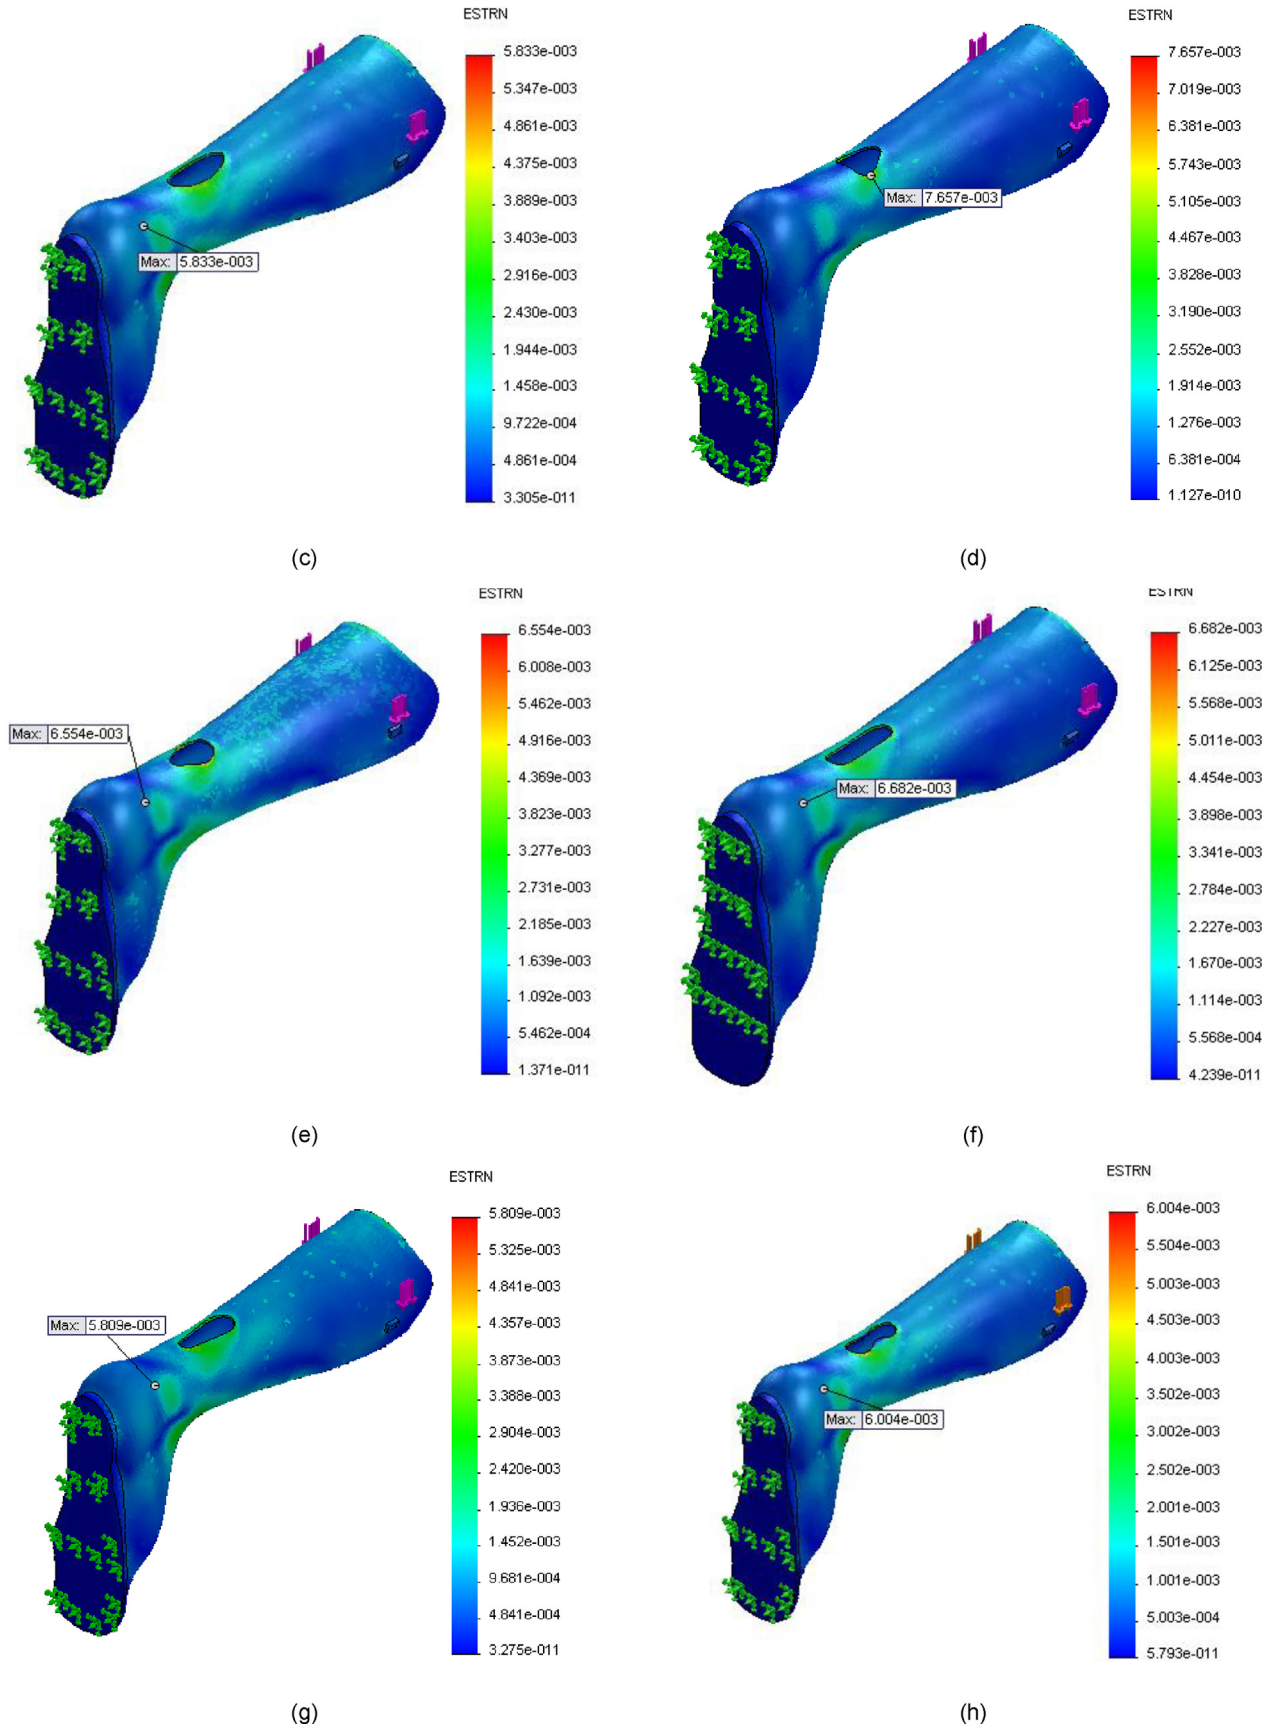 ESTRN
5.833e-003
5.347e-003
4.861e-003
4.375e-003
3.889e-003
3.403e-003
2.916e-003
2.430e-003
1.944e-003
1.458e-003
9.722e-004
4.861e-004
3.305e-011
Max: 5.833e-003
(c)
ESTRN
7.657e-003
7.019e-003
6.381e-003
5.743e-003
5.105e-003
4.467e-003
3.828e-003
3.190e-003
2.552e-003
1.914e-003
1.276e-003
6.381e-004
1.127e-010
Max: 7.657e-003
(d)
ESTRN
6.554e-003
6.008e-003
5.462e-003
4.916e-003
4.369e-003
3.823e-003
3.277e-003
2.731e-003
2.185e-003
1.639e-003
1.092e-003
5.462e-004
1.371e-011
Max: 6.554e-003
(e)
ESTRN
6.682e-003
6.125e-003
5.568e-003
5.011e-003
4.454e-003
3.898e-003
3.341e-003
2.784e-003
2.227e-003
1.670e-003
1.114e-003
5.568e-004
4.239e-011
Max: 6.682e-003
(f)
ESTRN
5.809e-003
5.325e-003
4.841e-003
4.357e-003
3.873e-003
3.388e-003
2.904e-003
2.420e-003
1.936e-003
1.452e-003
9.681e-004
4.841e-004
3.275e-011
Max: 5.809e-003
(g)
ESTRN
6.004e-003
5.504e-003
5.003e-003
4.503e-003
4.003e-003
3.502e-003
3.002e-003
2.502e-003
2.001e-003
1.501e-003
1.001e-003
5.003e-004
5.793e-011
Max: 6.004e-003
(h)